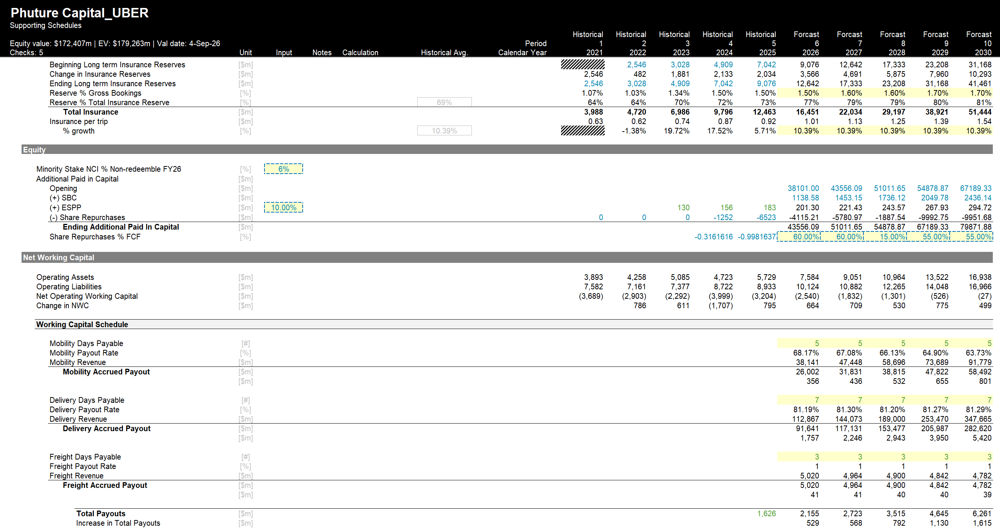 Phuture Capital_UBER
Supporting Schedules
Historical Historical Historical Historical Historical Forcast Forcast Forcast Forcast Forcast
Equity value: $172,407m | EV: $179,263m | Val date: 4-Sep-26 Period 1 2 3 4 5 6 7 8 9 10
Checks: 5 Unit Input Notes Calculation Historical Avg. Calendar Year 2021 2022 2023 2024 2025 2026 2027 2028 2029 2030
Beginning Long term Insurance Reserves [$m] 2,546 3,028 4,909 7,042 9,076 12,642 17,333 23,208 31,168
Change in Insurance Reserves [$m] 2,546 482 1,881 2,133 2,034 3,566 4,691 5,875 7,960 10,293
Ending Long term Insurance Reserves [$m] 2,546 3,028 4,909 7,042 9,076 12,642 17,333 23,208 31,168 41,461
Reserve % Gross Bookings [%] 1.07% 1.03% 1.34% 1.50% 1.50% 1.50% 1.60% 1.60% 1.70% 1.70%
Reserve % Total Insurance Reserve [%] 69% 64% 64% 70% 72% 73% 77% 79% 79% 80% 81%
Total Insurance [$m] 3,988 4,720 6,986 9,796 12,463 16,451 22,034 29,197 38,921 51,444
Insurance per trip [$m] 0.63 0.62 0.74 0.87 0.92 1.01 1.13 1.25 1.39 1.54
% growth [%] 10.39% -1.38% 19.72% 17.52% 5.71% 10.39% 10.39% 10.39% 10.39% 10.39%
Equity
Minority Stake NCI % Non-redeemble FY26 [%] 6%
Additional Paid in Capital [$m]
Opening [$m] 38101.00 43556.09 51011.65 54878.87 67189.33
(+) SBC [$m] 1138.58 1453.15 1736.12 2049.78 2436.14
(+) ESPP [$m] 10.00% 130 156 183 201.30 221.43 243.57 267.93 294.72
(-) Share Repurchases [$m] 0 0 0 -1252 -6523 -4115.21 -5780.97 -1887.54 -9992.75 -9951.68
Ending Additional Paid In Capital [$m] 43556.09 51011.65 54878.87 67189.33 79871.88
Share Repurchases % FCF [%] -0.3161616 -0.9981637 60.00% 60.00% 15.00% 55.00% 55.00%
Net Working Capital
Operating Assets [$m] 3,893 4,258 5,085 4,723 5,729 7,584 9,051 10,964 13,522 16,938
Operating Liabilities [$m] 7,582 7,161 7,377 8,722 8,933 10,124 10,882 12,265 14,048 16,966
Net Operating Working Capital [$m] (3,689) (2,903) (2,292) (3,999) (3,204) (2,540) (1,832) (1,301) (526) (27)
Change in NWC [$m] 786 611 (1,707) 795 664 709 530 775 499
Working Capital Schedule
Mobility Days Payable [#] 5 5 5 5 5
Mobility Payout Rate [%] 68.17% 67.08% 66.13% 64.90% 63.73%
Mobility Revenue [$m] 38,141 47,448 58,696 73,689 91,779
Mobility Accrued Payout [$m] 26,002 31,831 38,815 47,822 58,492
[$m] 356 436 532 655 801
Delivery Days Payable [#] 7 7 7 7 7
Delivery Payout Rate [%] 81.19% 81.30% 81.20% 81.27% 81.29%
Delivery Revenue [$m] 112,867 144,073 189,000 253,470 347,665
Delivery Accrued Payout [$m] 91,641 117,131 153,477 205,987 282,620
[$m] 1,757 2,246 2,943 3,950 5,420
Freight Days Payable [#] 3 3 3 3 3
Freight Payout Rate [%] 1 1 1 1 1
Freight Revenue [$m] 5,020 4,964 4,900 4,842 4,782
Freight Accrued Payout [$m] 5,020 4,964 4,900 4,842 4,782
[$m] 41 41 40 40 39
Total Payouts [$m] 1,626 2,155 2,723 3,515 4,645 6,261
Increase in Total Payouts [$m] 529 568 792 1,130 1,615